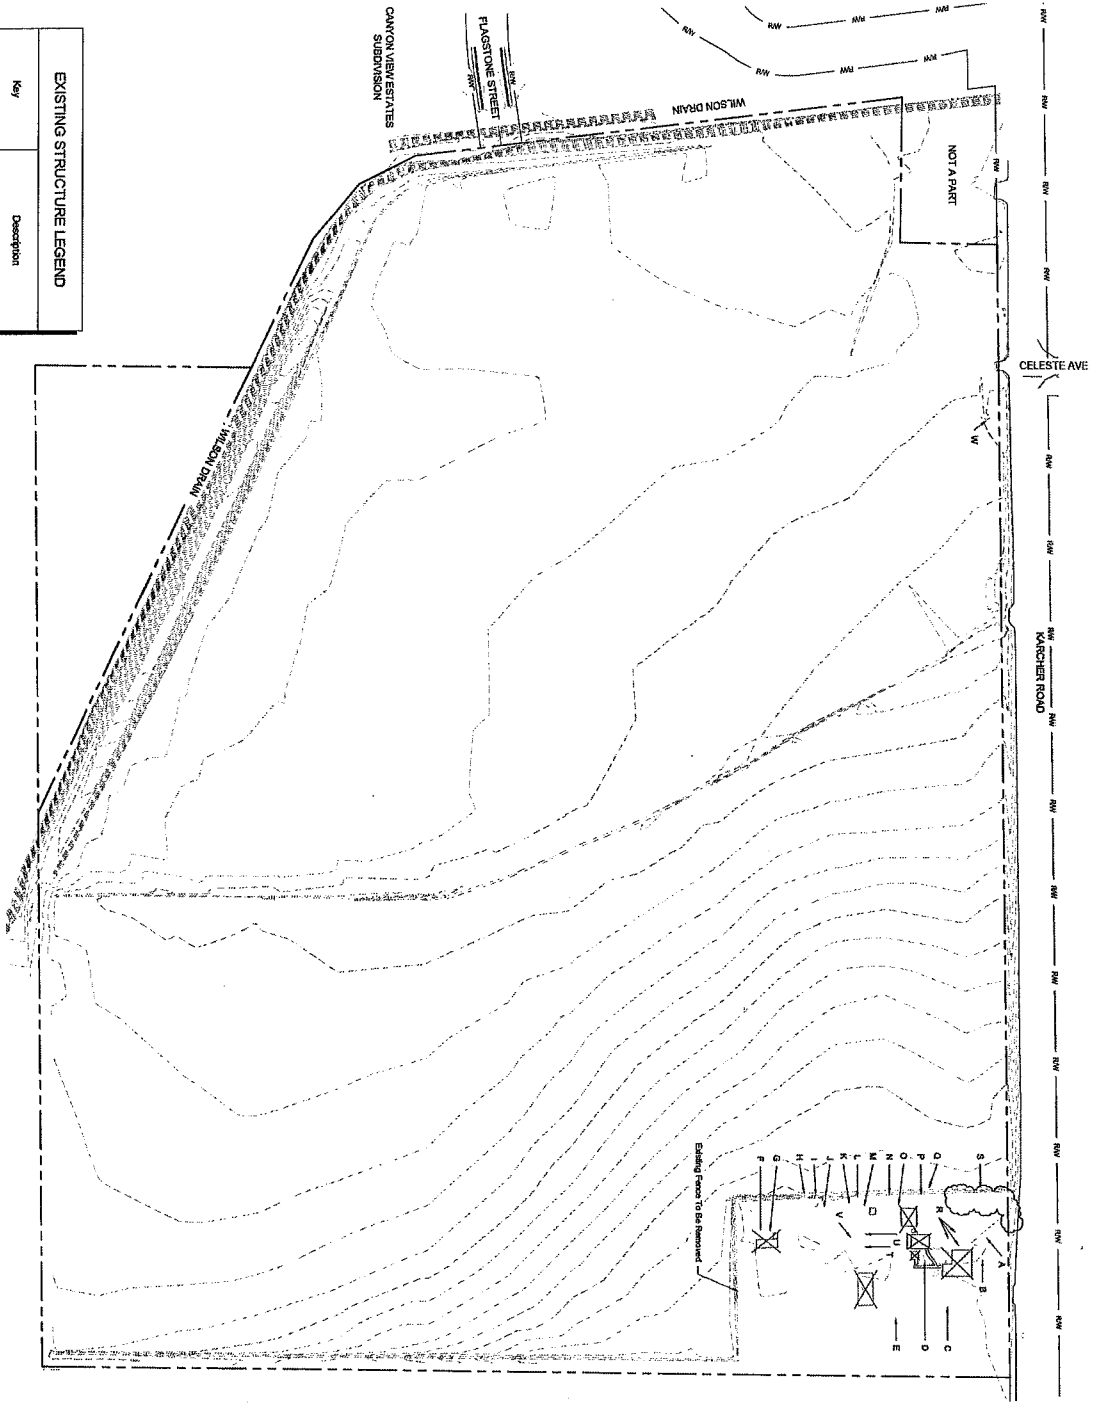 EXISTING STRUCTURE LEGEND
Key
Description
CANYON VIEW ESTATES
SUBDIVISION
FLAGSTONE STREET
R/W
R/W
WILSON DRAIN
WILSON DRAIN
NOT A PART
R/W
R/W
R/W
R/W
R/W
R/W
R/W
R/W
R/W
R/W
R/W
R/W
R/W
CELESTE AVE
R/W
R/W
R/W
KARCHER ROAD
R/W
R/W
R/W
R/W
R/W
R/W
R/W
R/W
W
Existing Fence To Be Removed
F
G
H
I
J
K
L
M
N
O
P
Q
S
R
A
B
C
D
E
T
U
V